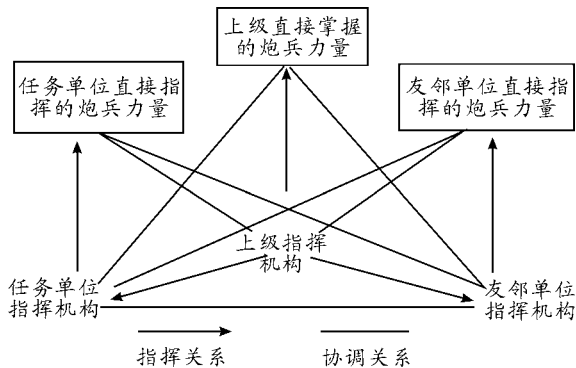 上级直接掌握
的炮兵力量
任务单位直接指
挥的炮兵力量
友邻单位直接指
挥的炮兵力量
上级指挥
机构
任务单位
指挥机构
友邻单位
指挥机构
指挥关系
协调关系